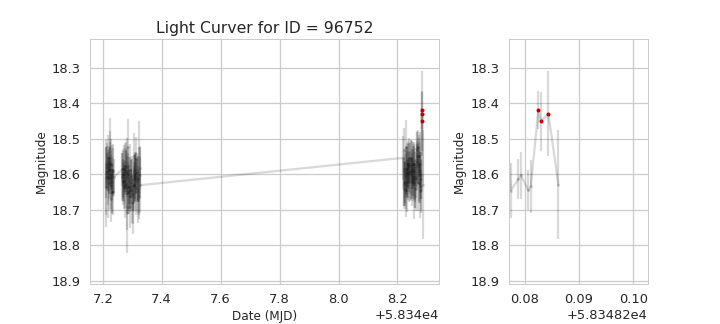 Light Curver for ID = 96752
Magnitude
18.3
18.4
18.5
18.6
18.7
18.8
18.9
7.2 7.4 7.6 7.8 8.0 8.2
Date (MJD)
+5.834e4
Magnitude
18.3
18.4
18.5
18.6
18.7
18.8
18.9
0.08 0.09 0.10
+5.83482e4